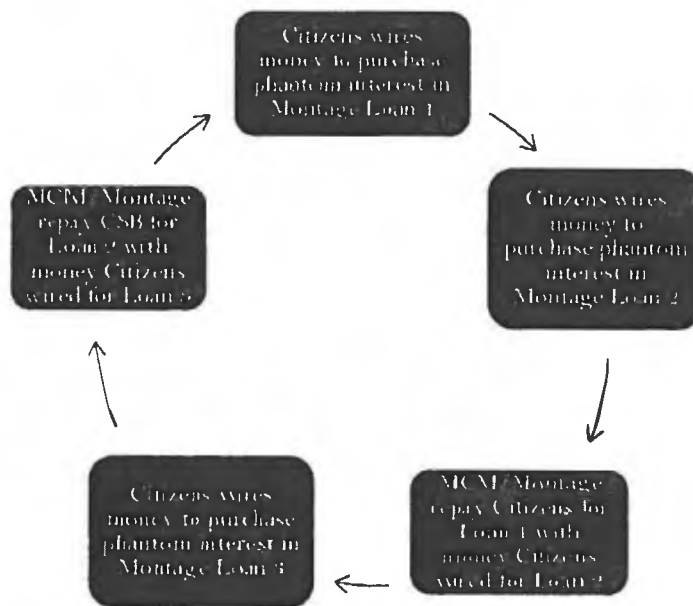 Citizens wires
money to purchase
phantom interest in
Montage Loan 1
Citizens wires
money to
purchase phantom
interest in
Montage Loan 2
MCM/Montage
repay Citizens for
Loan 1 with
money Citizens
wired for Loan 2
Citizens wires
money to purchase
phantom interest in
Montage Loan 3
MCM/Montage
repay CSB for
Loan 2 with
money Citizens
wired for Loan 3